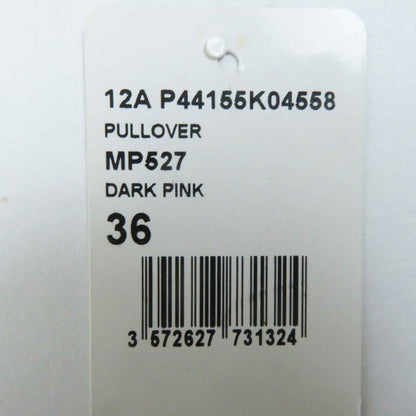 12A P44155K04558
PULLOVER
MP527
DARK PINK
36
3 572627 731324